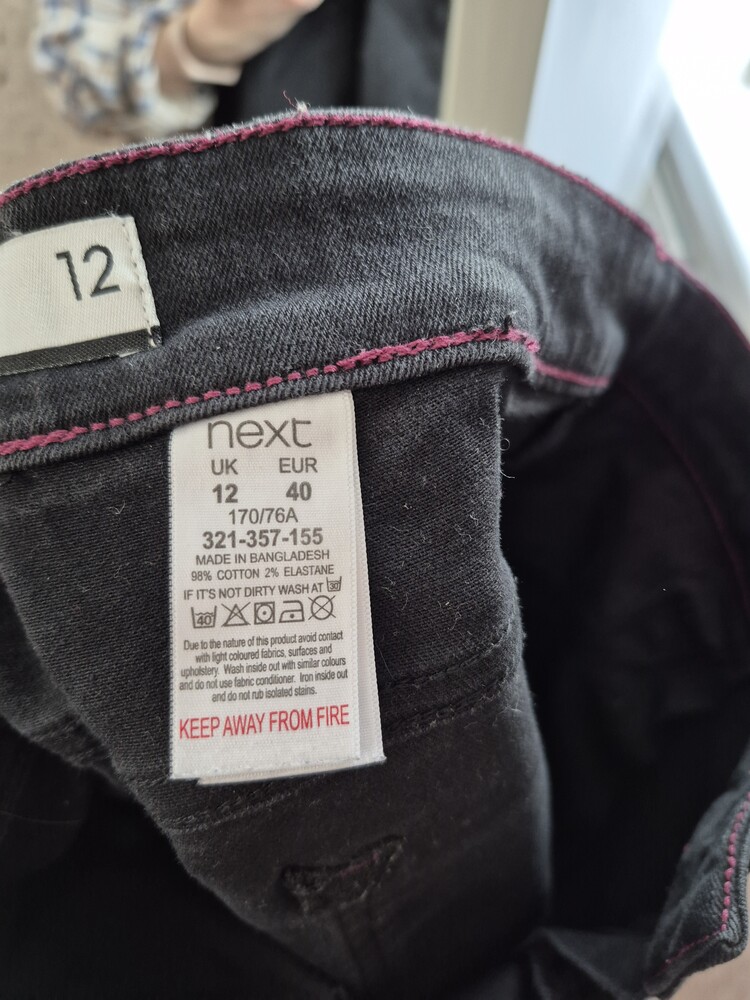 12
next
UK EUR
12 40
170/76A
321-357-155
MADE IN BANGLADESH
98% COTTON 2% ELASTANE
IF IT'S NOT DIRTY WASH AT 30
40
Due to the nature of this product avoid contact
with light coloured fabrics, surfaces and
upholstery. Wash inside out with similar colours
and do not use fabric conditioner. Iron inside out
and do not rub isolated stains.
KEEP AWAY FROM FIRE